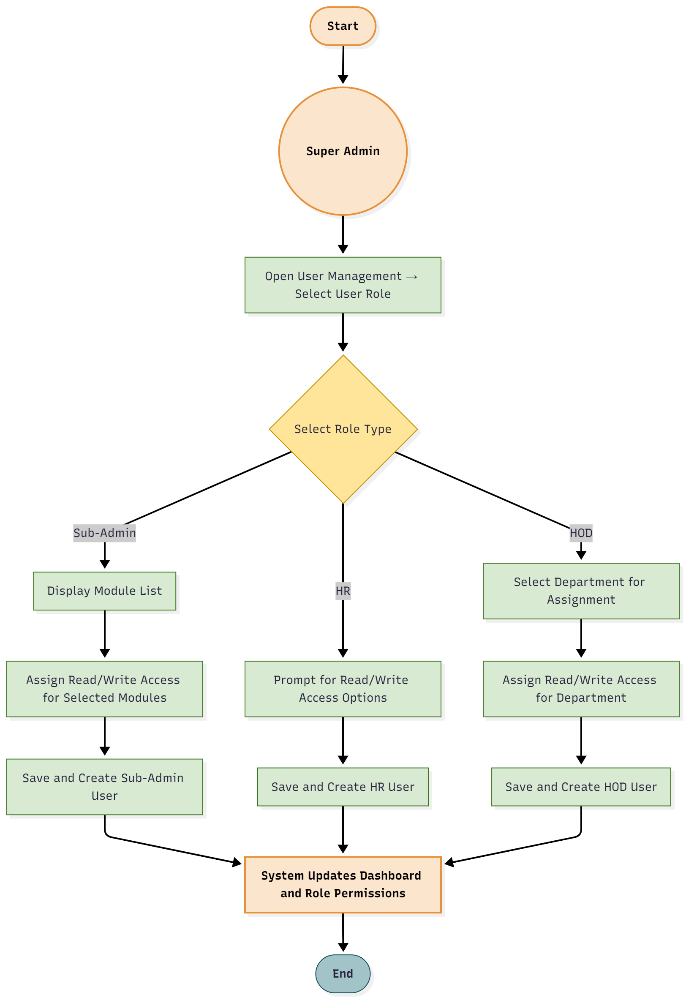 Start
Super Admin
Open User Management →
Select User Role
Select Role Type
Sub-Admin
HOD
Display Module List
HR
Select Department for
Assignment
Assign Read/Write Access
for Selected Modules
Prompt for Read/Write
Access Options
Assign Read/Write Access
for Department
Save and Create Sub-Admin
User
Save and Create HR User
Save and Create HOD User
System Updates Dashboard
and Role Permissions
End